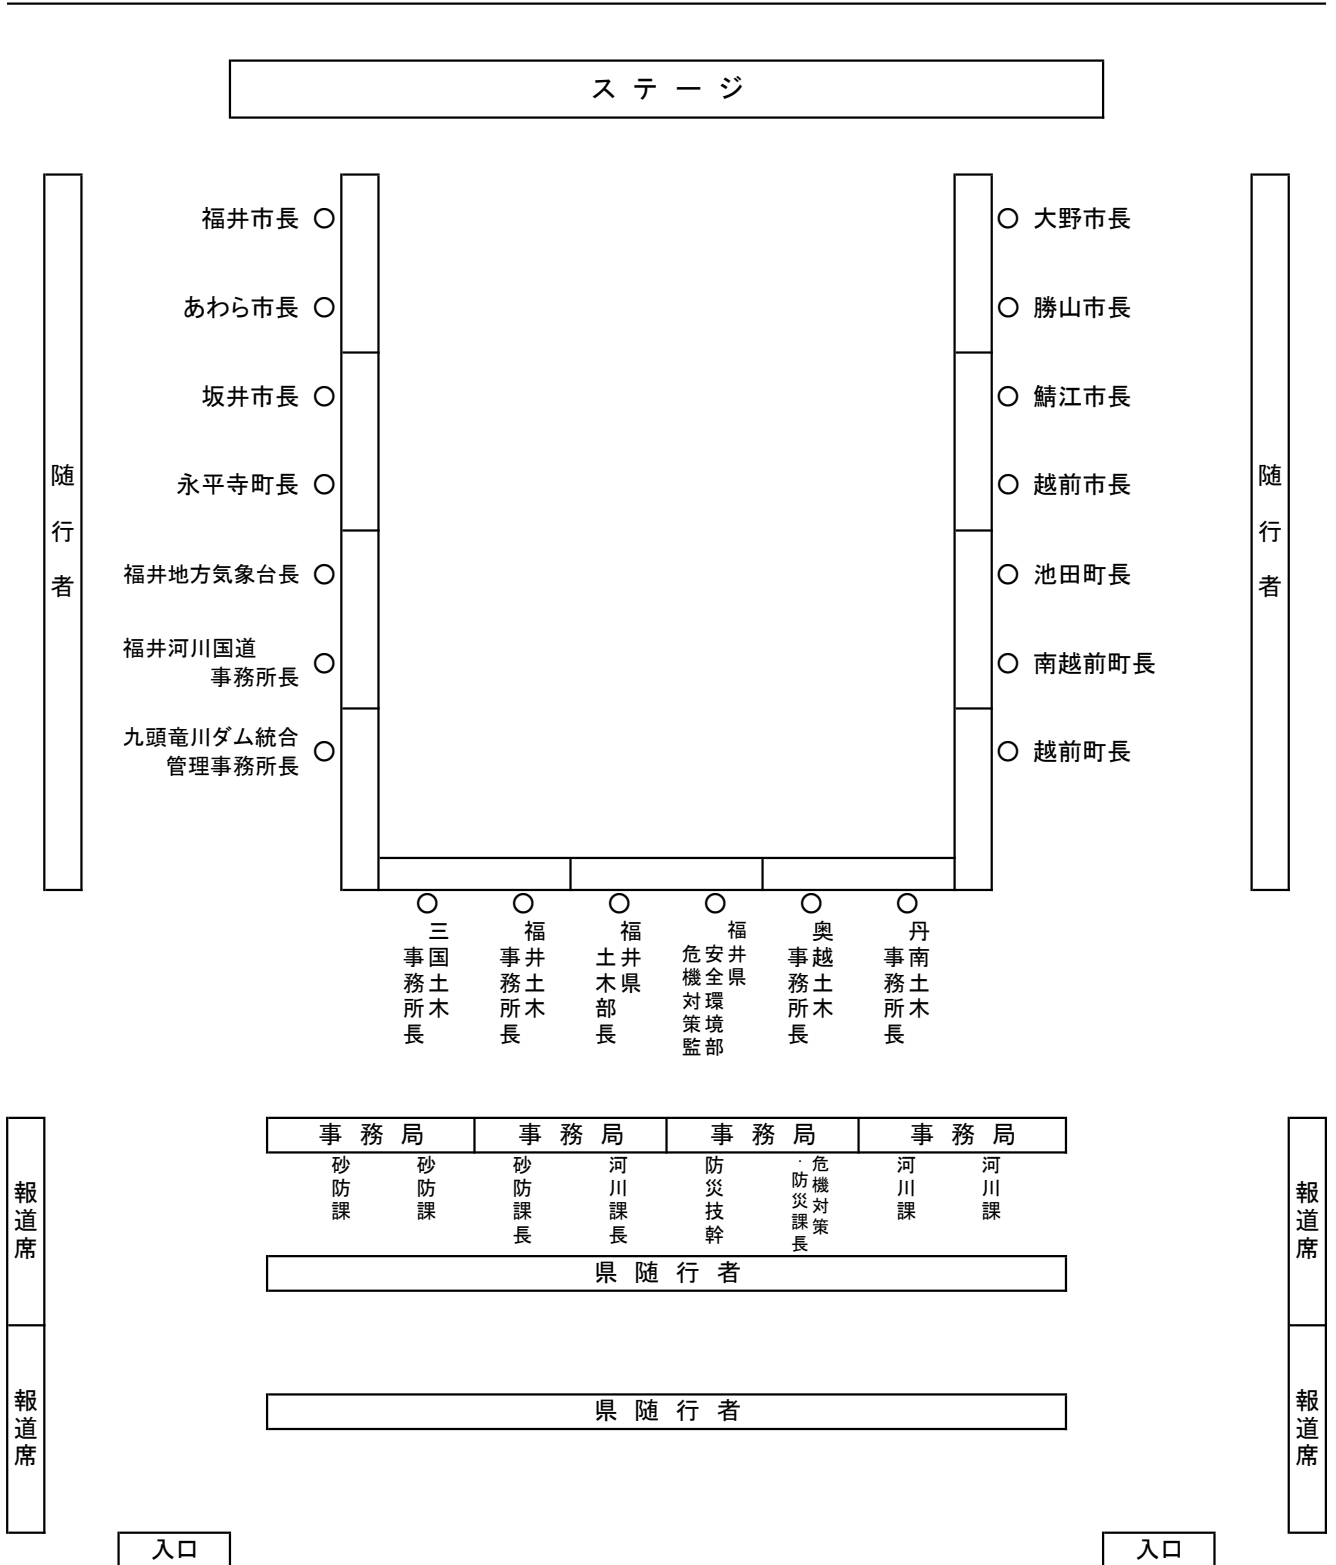 ステージ
随行者
福井市長 ○
あわら市長 ○
坂井市長 ○
永平寺町長 ○
福井地方気象台長 ○
福井河川国道
事務所長 ○
九頭竜川ダム統合
管理事務所長 ○
○ 大野市長
○ 勝山市長
○ 鯖江市長
○ 越前市長
○ 池田町長
○ 南越前町長
○ 越前町長
随行者
○
三国土木
事務所長
○
福井土木
事務所長
○
福井県
土木部長
○
福井県
安全環境部
危機対策監
○
奥越土木
事務所長
○
丹南土木
事務所長
報道席
報道席
事務局
砂防課
砂防課
事務局
砂防課長
河川課長
事務局
防災技幹
危機対策
・防災課長
事務局
河川課
河川課
県随行者
県随行者
報道席
報道席
入口
入口